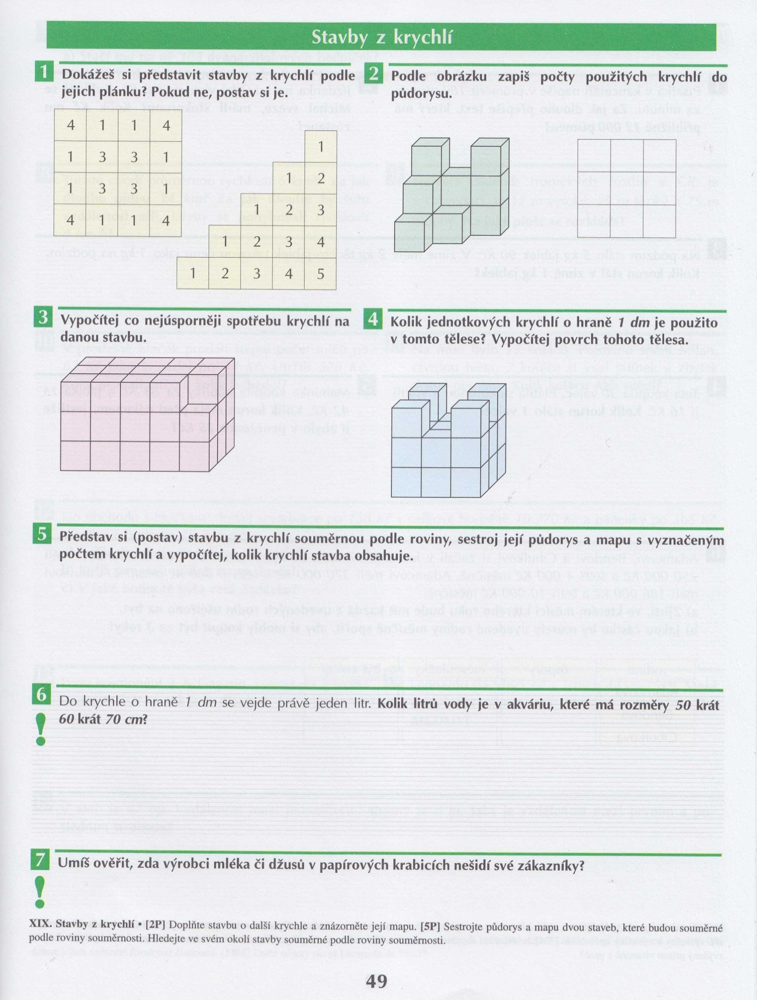 Stavby z krychlí
1 Dokážeš si představit stavby z krychlí podle
jejich plánku? Pokud ne, postav si je.
4 1 1 4
1 3 3 1
1 3 3 1
4 1 1 4
1
1 2
1 2 3
1 2 3 4
1 2 3 4 5
2 Podle obrázku zapiš počty použitých krychlí do
půdorysu.
3 Vypočítej co nejúsporněji spotřebu krychlí na
danou stavbu.
4 Kolik jednotkových krychlí o hraně 1 dm je použito
v tomto tělese? Vypočítej povrch tohoto tělesa.
5 Představ si (postav) stavbu z krychlí souměrnou podle roviny, sestroj její půdorys a mapu s vyznačeným
počtem krychlí a vypočítej, kolik krychlí stavba obsahuje.
6 Do krychle o hraně 1 dm se vejde právě jeden litr. Kolik litrů vody je v akváriu, které má rozměry 50 krát
! 60 krát 70 cm?
7 Umíš ověřit, zda výrobci mléka či džusů v papírových krabicích nešidí své zákazníky?
!
XIX. Stavby z krychlí • [2P] Doplňte stavbu o další krychle a znázorněte její mapu. [5P] Sestrojte půdorys a mapu dvou staveb, které budou souměrné
podle roviny souměrnosti. Hledejte ve svém okolí stavby souměrné podle roviny souměrnosti.
49